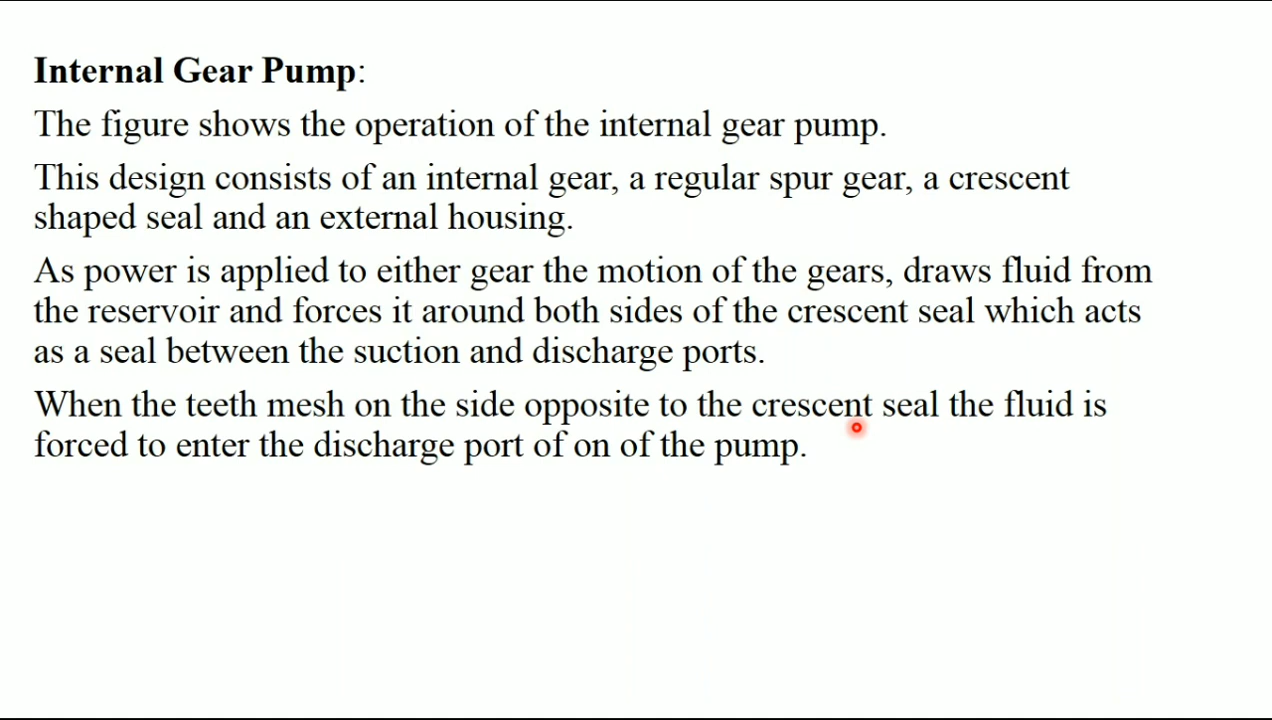 Internal Gear Pump:
The figure shows the operation of the internal gear pump.
This design consists of an internal gear, a regular spur gear, a crescent
shaped seal and an external housing.
As power is applied to either gear the motion of the gears, draws fluid from
the reservoir and forces it around both sides of the crescent seal which acts
as a seal between the suction and discharge ports.
When the teeth mesh on the side opposite to the crescent seal the fluid is
forced to enter the discharge port of on of the pump.